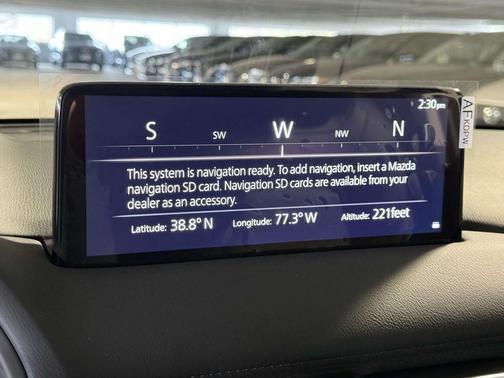 2:30pm
S SW W NW N
This system is navigation ready. To add navigation, insert a Mazda
navigation SD card. Navigation SD cards are available from your
dealer as an accessory.
Latitude: 38.8° N Longitude: 77.3° W Altitude: 221feet
AFKDPW